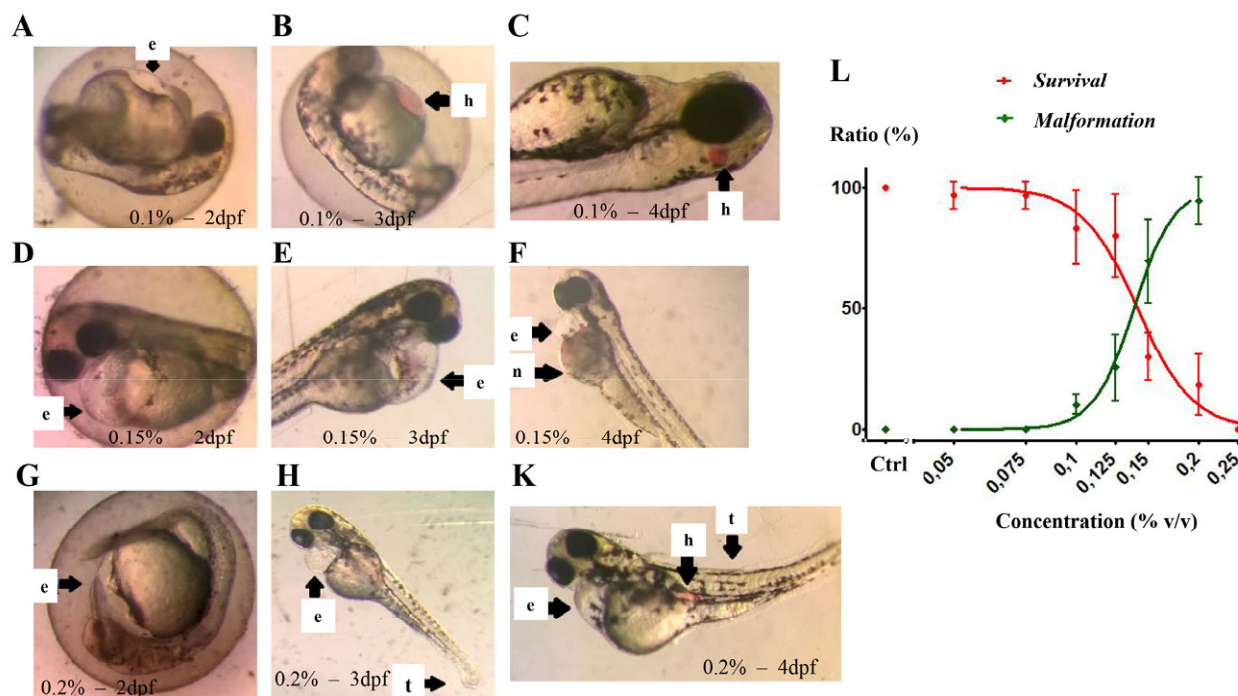 A
e
0.1% – 2dpf
B
h
0.1% – 3dpf
C
h
0.1% – 4dpf
D
e
0.15% – 2dpf
E
e
0.15% – 3dpf
F
e
n
0.15% – 4dpf
G
e
0.2% – 2dpf
H
e
t
0.2% – 3dpf
K
t
h
e
0.2% – 4dpf
L
Survival
Malformation
Ratio (%)
100
50
0
Ctrl
0,05
0,075
0,1
0,125
0,15
0,2
0,25
Concentration (% v/v)